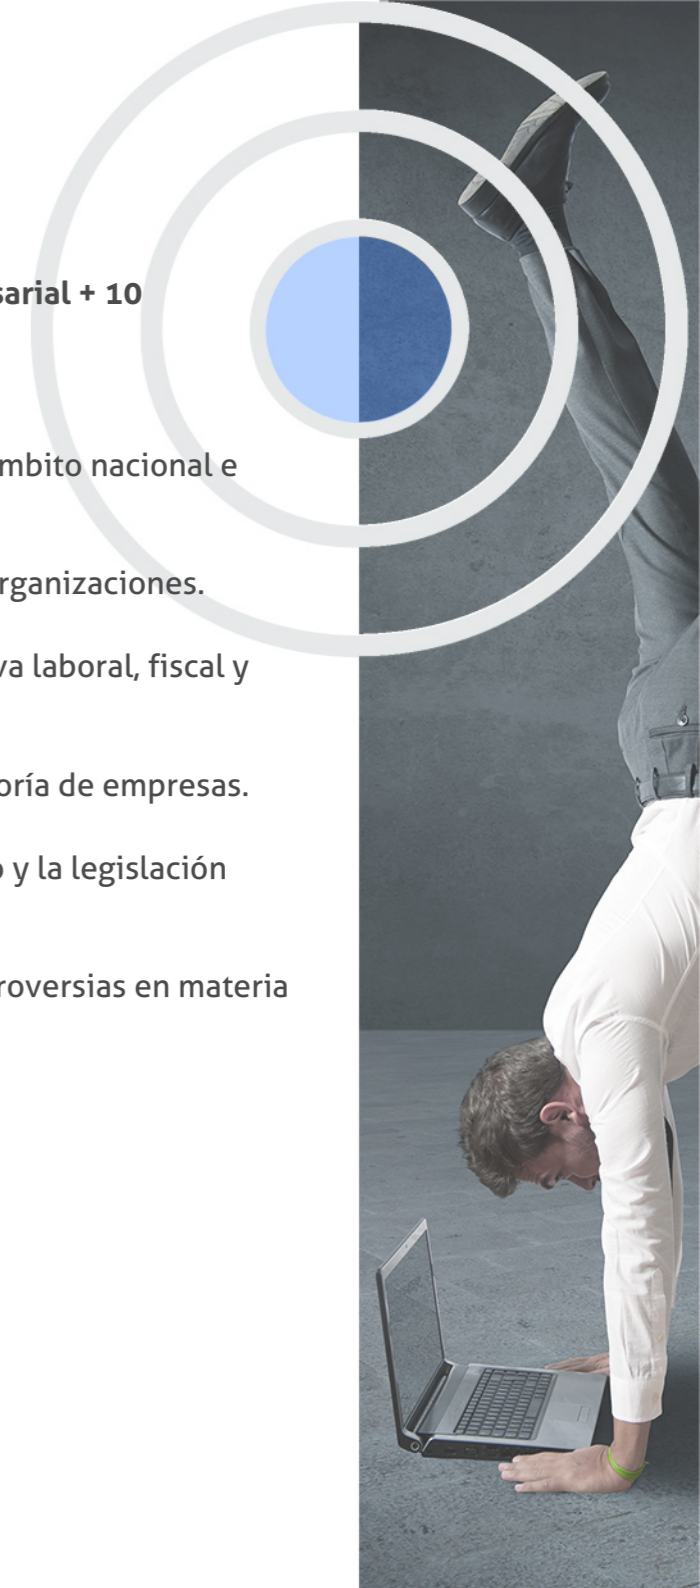 sarial + 10
mbito nacional e
rganizaciones.
va laboral, fiscal y
oría de empresas.
o y la legislación
roversias en materia